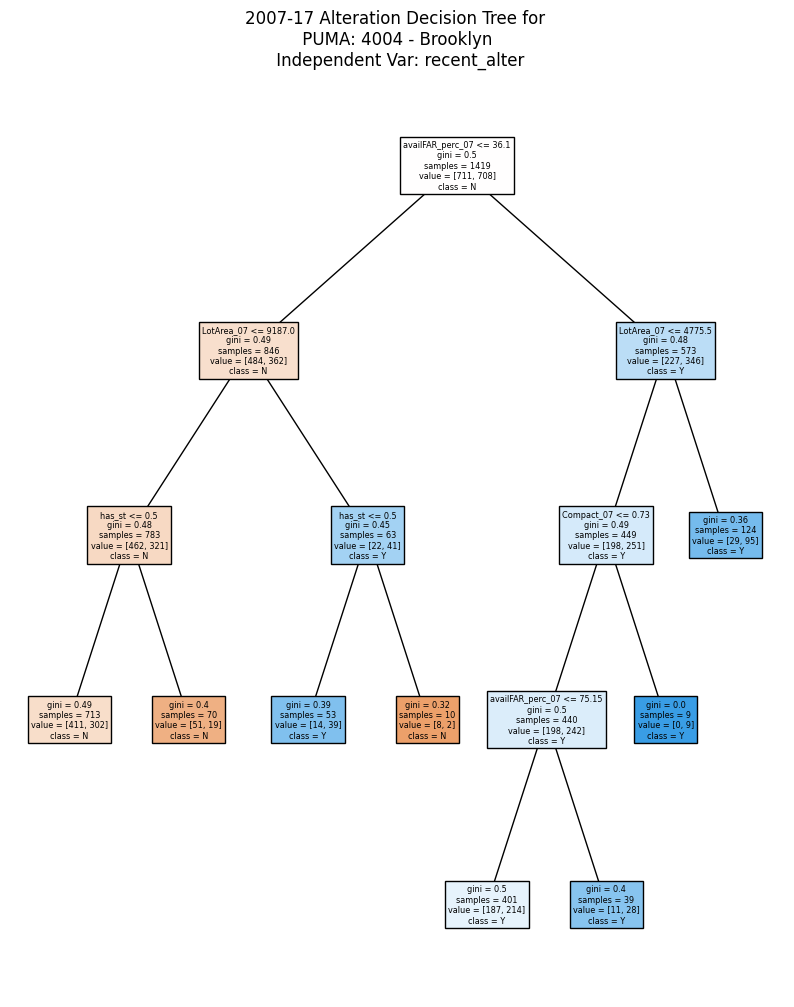 2007-17 Alteration Decision Tree for
PUMA: 4004 - Brooklyn
Independent Var: recent_alter
availFAR_perc_07 <= 36.1
gini = 0.5
samples = 1419
value = [711, 708]
class = N
LotArea_07 <= 9187.0
gini = 0.49
samples = 846
value = [484, 362]
class = N
LotArea_07 <= 4775.5
gini = 0.48
samples = 573
value = [227, 346]
class = Y
has_st <= 0.5
gini = 0.48
samples = 783
value = [462, 321]
class = N
has_st <= 0.5
gini = 0.45
samples = 63
value = [22, 41]
class = Y
Compact_07 <= 0.73
gini = 0.49
samples = 449
value = [198, 251]
class = Y
gini = 0.36
samples = 124
value = [29, 95]
class = Y
gini = 0.49
samples = 713
value = [411, 302]
class = N
gini = 0.4
samples = 70
value = [51, 19]
class = N
gini = 0.39
samples = 53
value = [14, 39]
class = Y
gini = 0.32
samples = 10
value = [8, 2]
class = N
availFAR_perc_07 <= 75.15
gini = 0.5
samples = 440
value = [198, 242]
class = Y
gini = 0.0
samples = 9
value = [0, 9]
class = Y
gini = 0.5
samples = 401
value = [187, 214]
class = Y
gini = 0.4
samples = 39
value = [11, 28]
class = Y